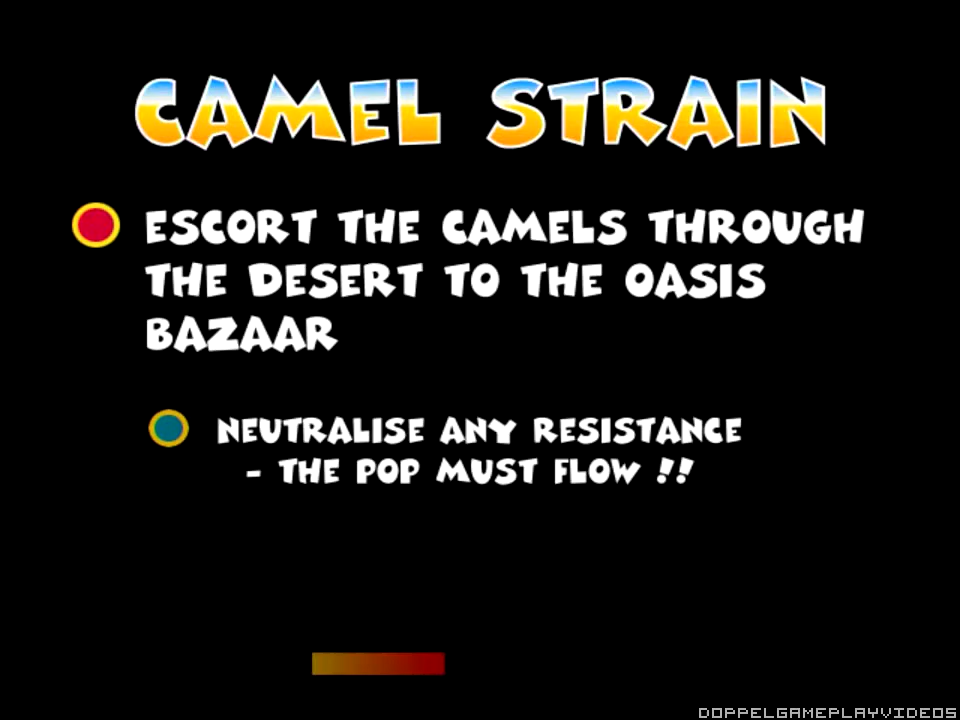 CAMEL STRAIN
ESCORT THE CAMELS THROUGH
THE DESERT TO THE OASIS
BAZAAR
NEUTRALISE ANY RESISTANCE
- THE POP MUST FLOW !!
DOPPELGAMEPLAYVIDEOS